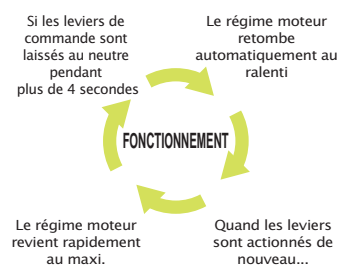 Si les leviers de
commande sont
laissés au neutre
pendant
plus de 4 secondes
Le régime moteur
retombe
automatiquement au
ralenti
FONCTIONNEMENT
Quand les leviers
sont actionnés de
nouveau...
Le régime moteur
revient rapidement
au maxi.